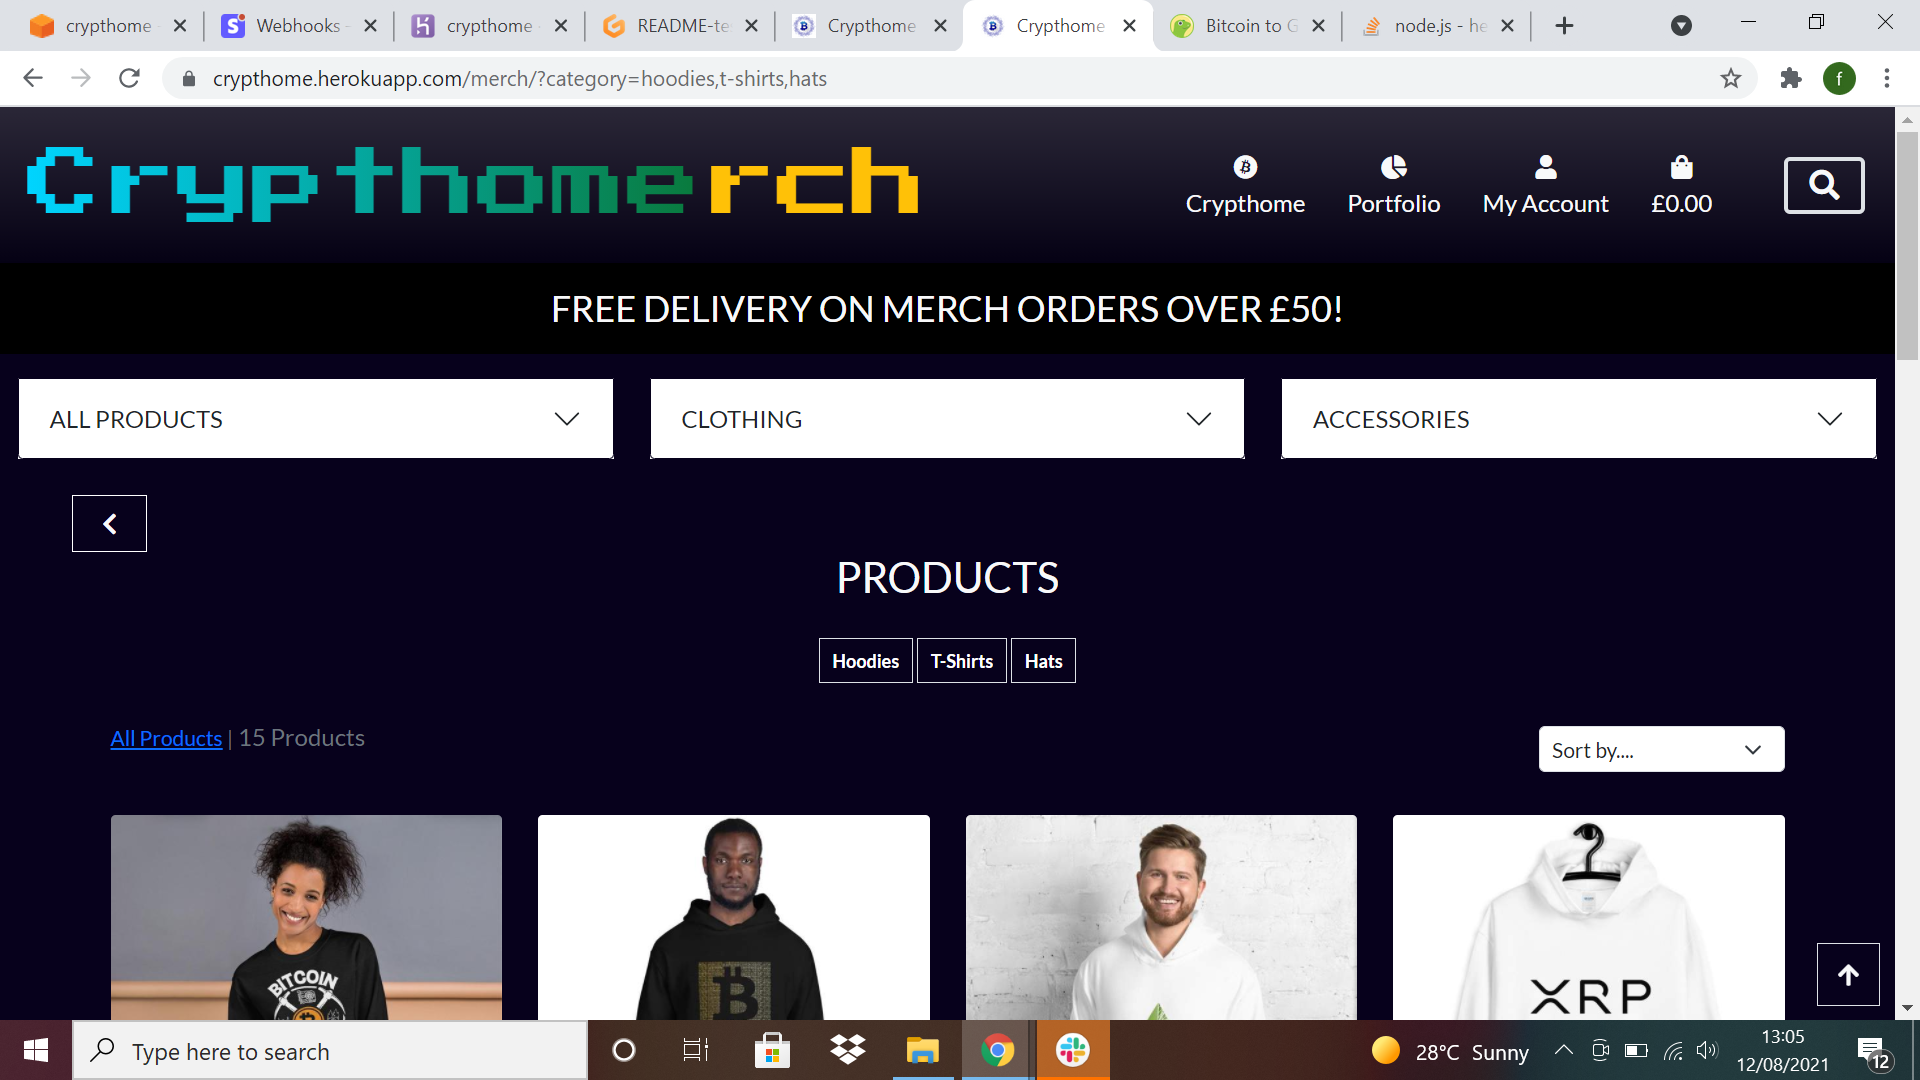 crypthome
Webhooks -
crypthome
README-te
Crypthome
Crypthome
Bitcoin to G
node.js - he
crypthome.herokuapp.com/merch/?category=hoodies,t-shirts,hats
f
Crypthomerch
Crypthome
Portfolio
My Account
£0.00
FREE DELIVERY ON MERCH ORDERS OVER £50!
ALL PRODUCTS
CLOTHING
ACCESSORIES
PRODUCTS
Hoodies
T-Shirts
Hats
All Products | 15 Products
Sort by....
BITCOIN
XRP
Type here to search
28°C Sunny
13:05
12/08/2021
12